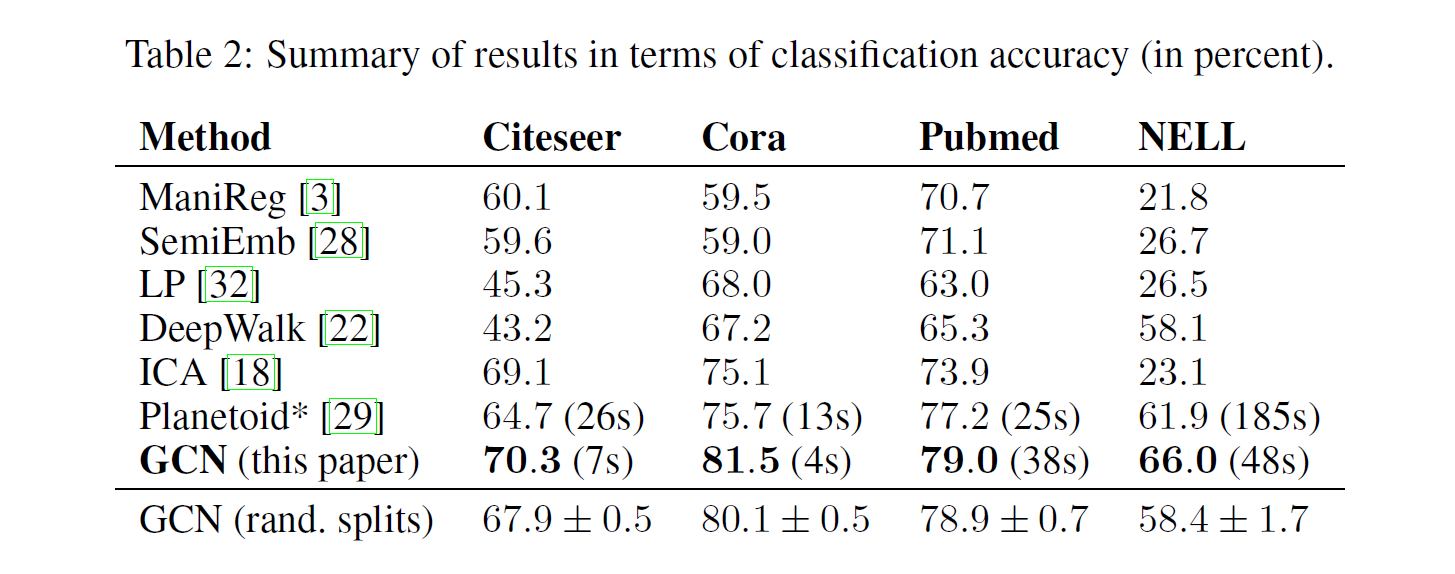 Table 2: Summary of results in terms of classification accuracy (in percent).
Method Citeseer Cora Pubmed NELL
ManiReg [3] 60.1 59.5 70.7 21.8
SemiEmb [28] 59.6 59.0 71.1 26.7
LP [32] 45.3 68.0 63.0 26.5
DeepWalk [22] 43.2 67.2 65.3 58.1
ICA [18] 69.1 75.1 73.9 23.1
Planetoid* [29] 64.7 (26s) 75.7 (13s) 77.2 (25s) 61.9 (185s)
GCN (this paper) 70.3 (7s) 81.5 (4s) 79.0 (38s) 66.0 (48s)
GCN (rand. splits) 67.9 ± 0.5 80.1 ± 0.5 78.9 ± 0.7 58.4 ± 1.7